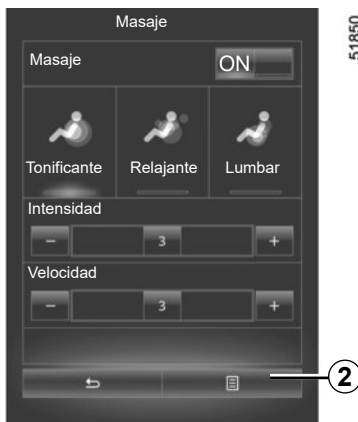 Masaje
51850
Masaje ON
Tonificante Relajante Lumbar
Intensidad
− 3 +
Velocidad
− 3 +
2